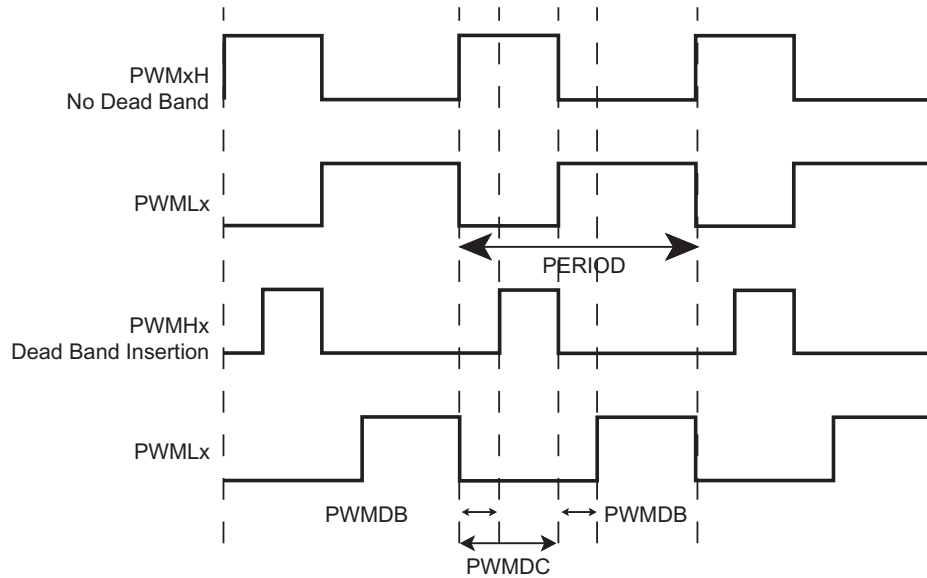 PWMxH
No Dead Band
PWMLx
PERIOD
PWMHx
Dead Band Insertion
PWMLx
PWMDB
PWMDB
PWMDC